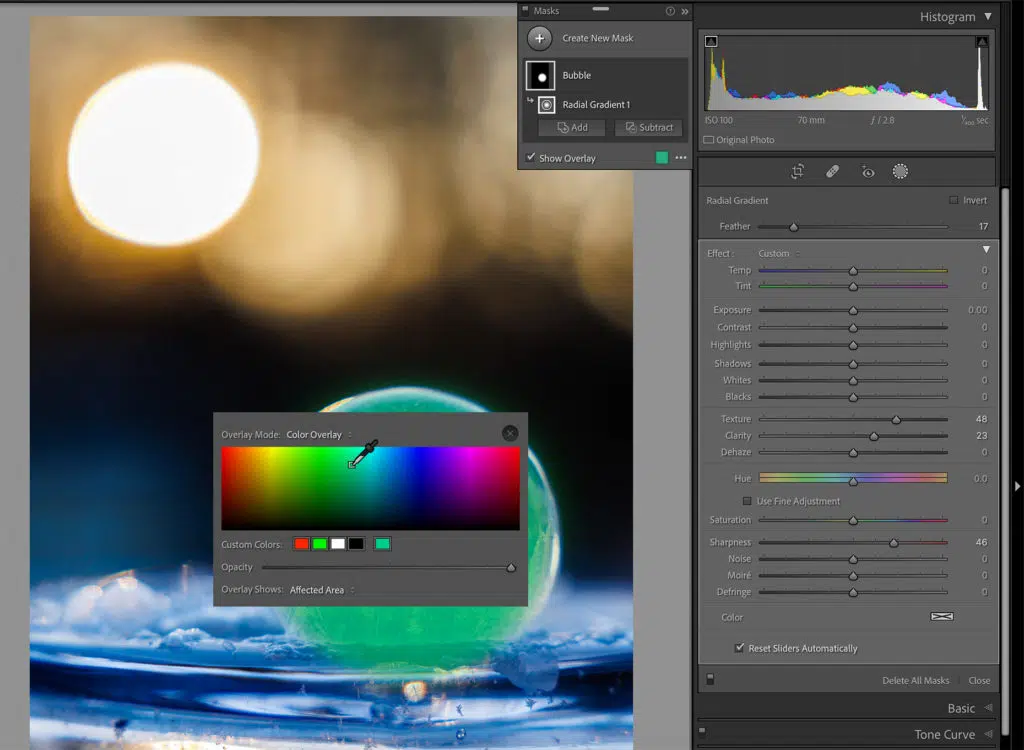 Masks
Create New Mask
Bubble
Radial Gradient 1
Add Subtract
Show Overlay
Overlay Mode: Color Overlay
Custom Colors:
Opacity
Overlay Shows: Affected Area
Histogram
ISO 100 70 mm ƒ / 2.8 1/400 sec
Original Photo
Radial Gradient Invert
Feather 17
Effect : Custom
Temp 0
Tint 0
Exposure 0.00
Contrast 0
Highlights 0
Shadows 0
Whites 0
Blacks 0
Texture 48
Clarity 23
Dehaze 0
Hue 0.0
Use Fine Adjustment
Saturation 0
Sharpness 46
Noise 0
Moiré 0
Defringe 0
Color
Reset Sliders Automatically
Delete All Masks Close
Basic
Tone Curve